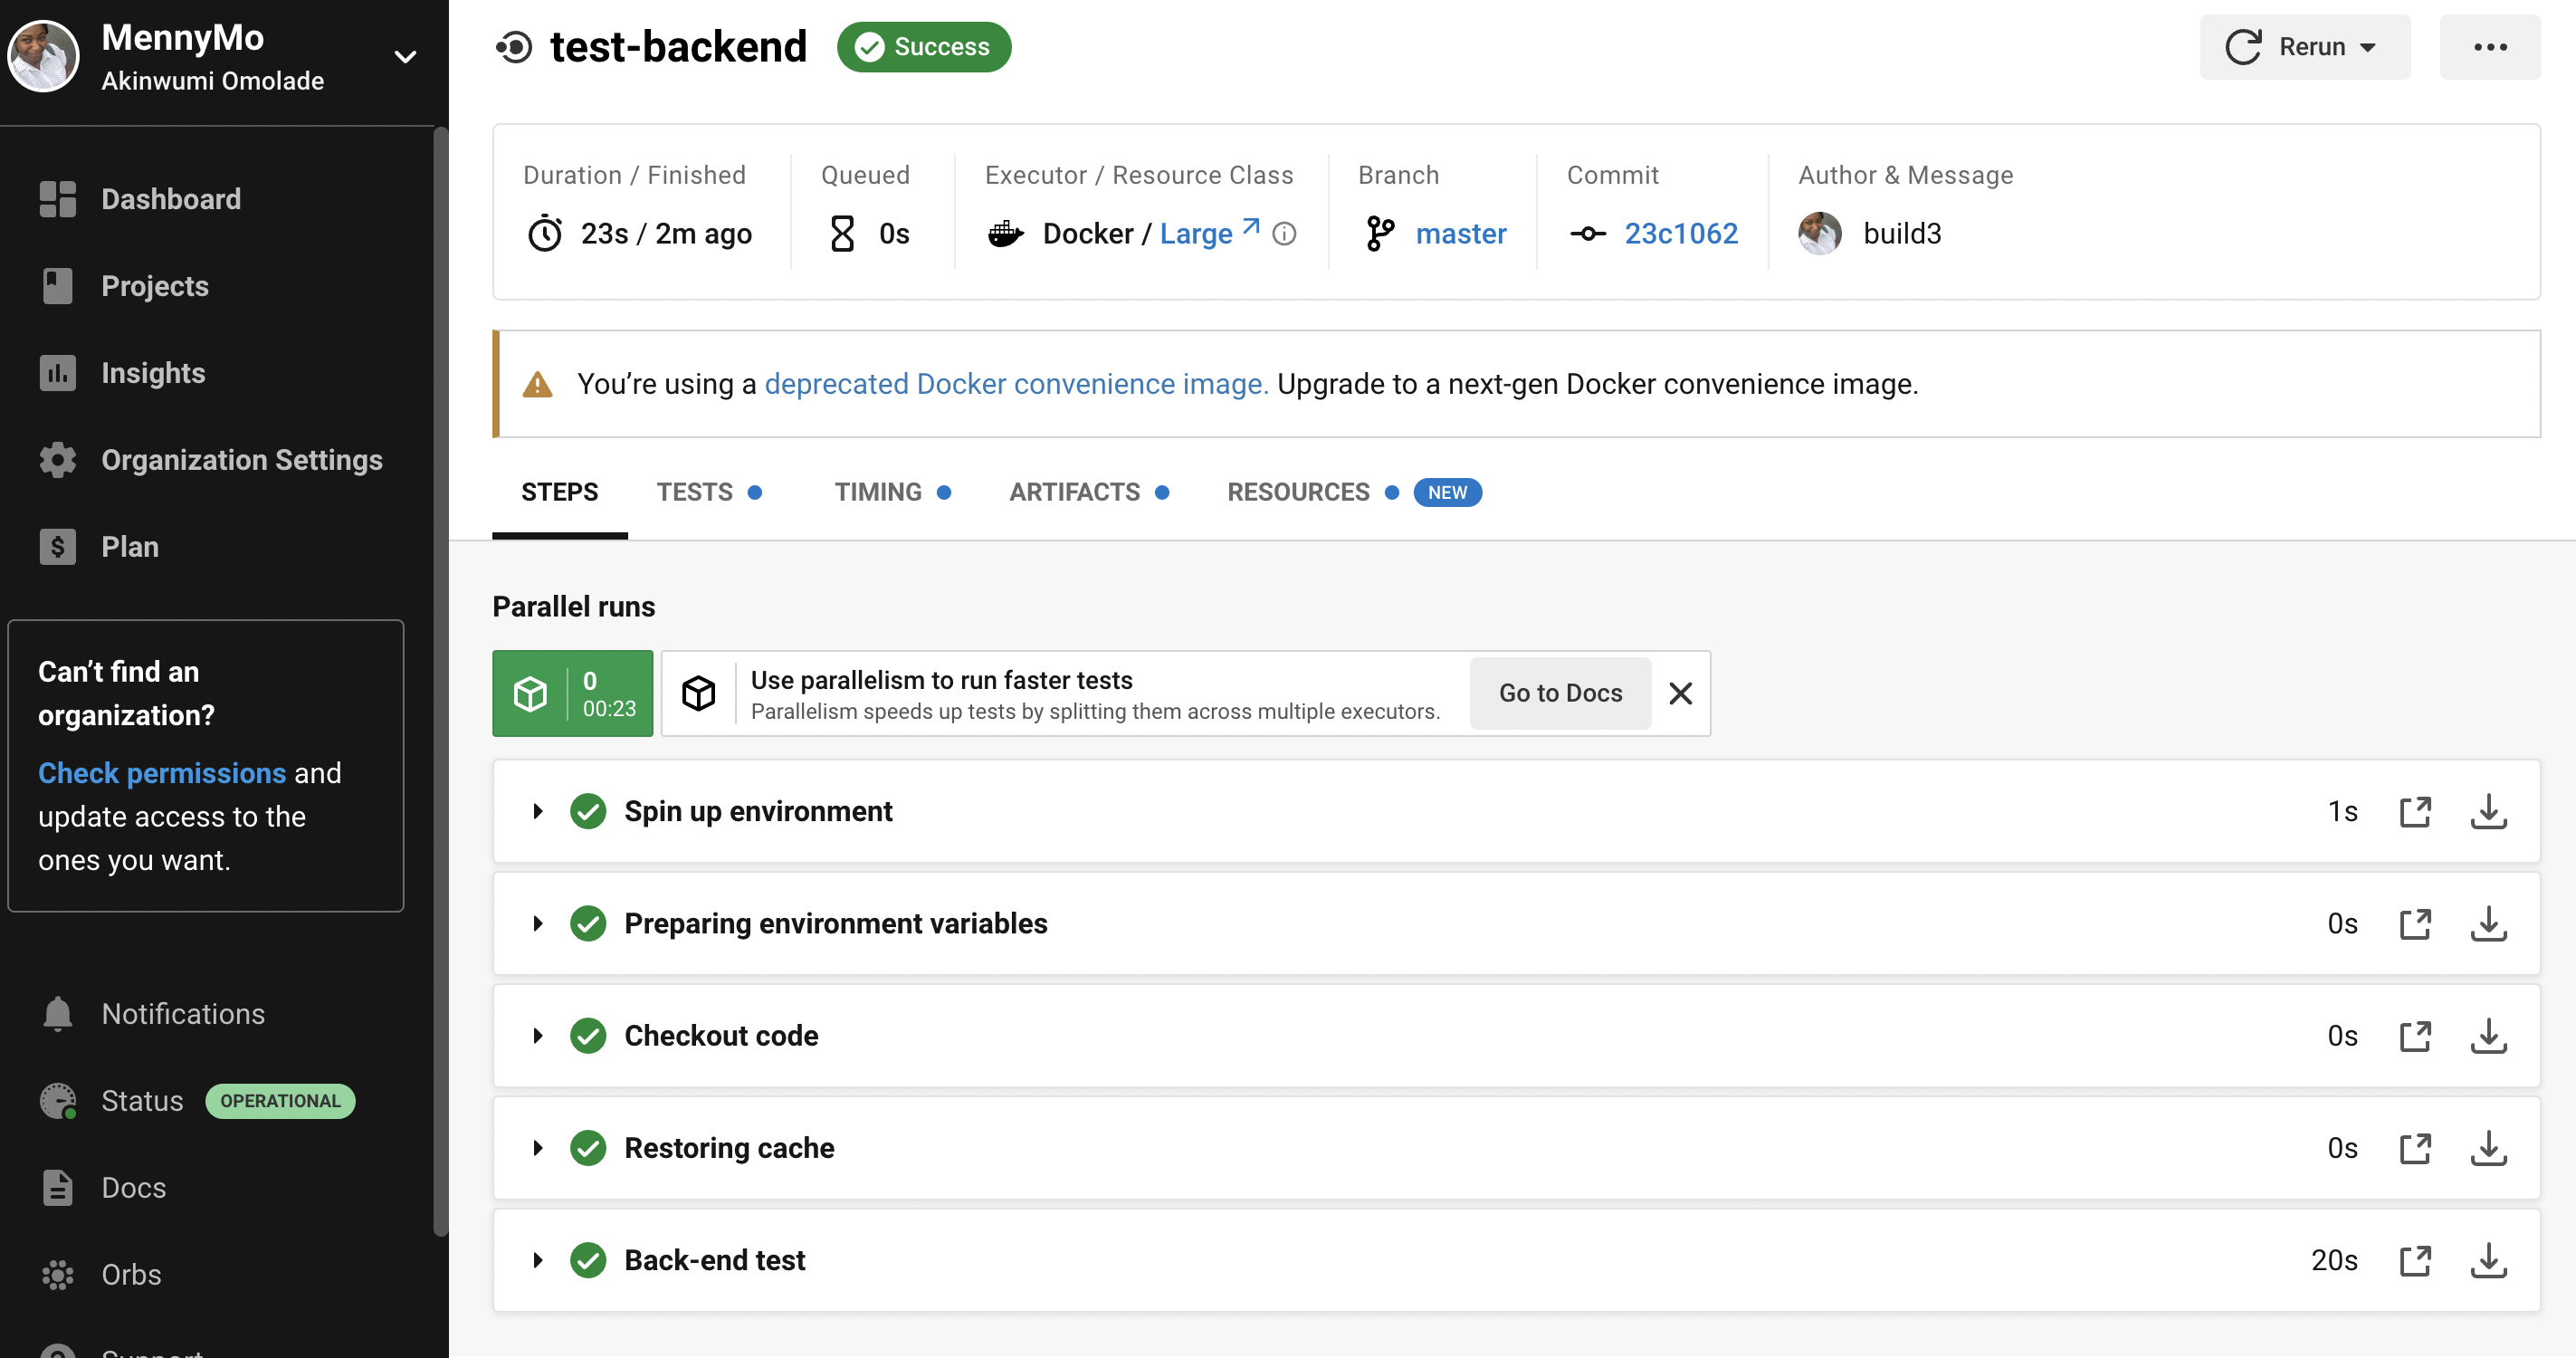 MennyMo
Akinwumi Omolade
Dashboard
Projects
Insights
Organization Settings
Plan
Can’t find an
organization?
Check permissions and
update access to the
ones you want.
Notifications
Status OPERATIONAL
Docs
Orbs
Support
test-backend Success
Rerun
Duration / Finished
23s / 2m ago
Queued
0s
Executor / Resource Class
Docker / Large
Branch
master
Commit
23c1062
Author & Message
build3
You’re using a deprecated Docker convenience image. Upgrade to a next-gen Docker convenience image.
STEPS TESTS TIMING ARTIFACTS RESOURCES NEW
Parallel runs
0
00:23
Use parallelism to run faster tests
Parallelism speeds up tests by splitting them across multiple executors.
Go to Docs
Spin up environment 1s
Preparing environment variables 0s
Checkout code 0s
Restoring cache 0s
Back-end test 20s